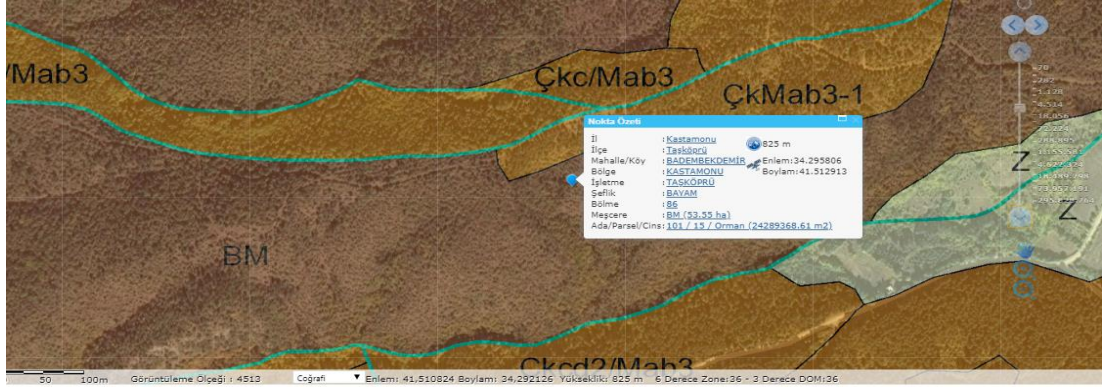 /Mab3
Çkc/Mab3
ÇkMab3-1
Nokta Özeti
İl : Kastamonu
825 m
İlçe : Taşköprü
Mahalle/Köy : BADEMBEKDEMİR
Enlem:34.295806
Bölge : KASTAMONU
Boylam:41.512913
İşletme : TAŞKÖPRÜ
Şeflik : BAYAM
Bölme : 86
Meşcere : BM (53.55 ha)
Ada/Parsel/Cins: 101 / 15 / Orman (24289368.61 m2)
Z
Z
BM
Çkcd2/Mab3
50 100m Görüntüleme Ölçeği : 4513 Coğrafi Enlem: 41,510824 Boylam: 34,292126 Yükseklik: 825 m 6 Derece Zone:36 - 3 Derece DOM:36